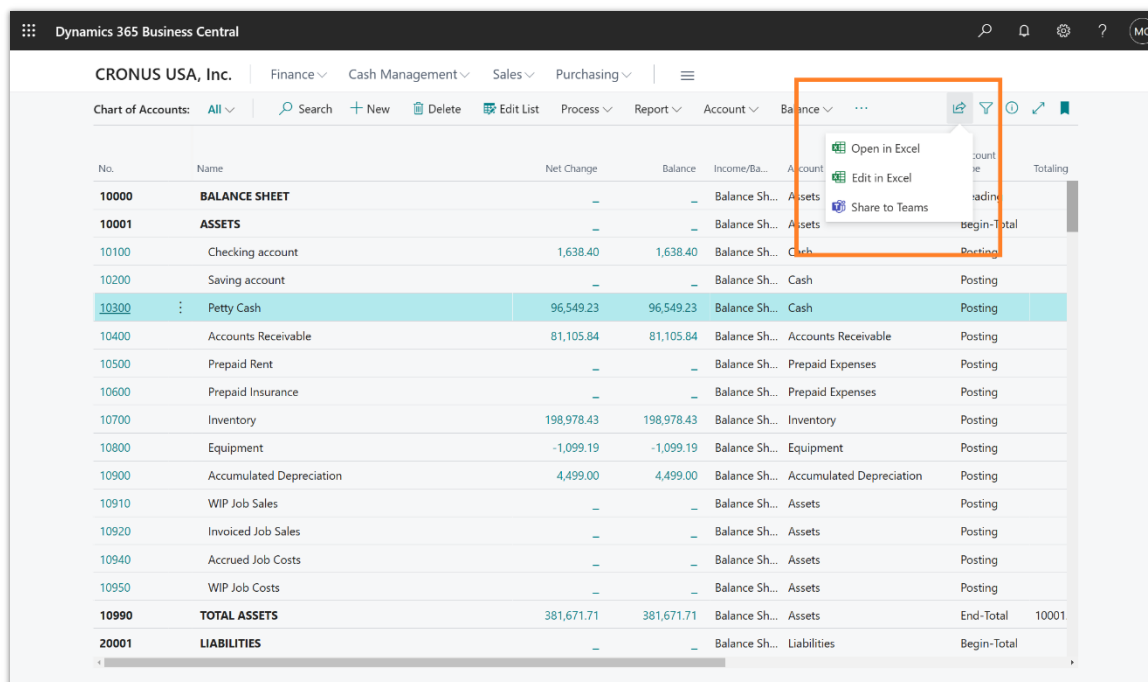 Dynamics 365 Business Central ? MC
CRONUS USA, Inc. Finance Cash Management Sales Purchasing
Chart of Accounts: All Search New Delete Edit List Process Report Account Balance ...
Open in Excel
Edit in Excel
Share to Teams
No. Name Net Change Balance Income/Ba... Account Totaling
10000 BALANCE SHEET _ _ Balance Sh... Assets
10001 ASSETS _ _ Balance Sh... Assets Begin-Total
10100 Checking account 1,638.40 1,638.40 Balance Sh... Cash Posting
10200 Saving account _ _ Balance Sh... Cash Posting
10300 Petty Cash 96,549.23 96,549.23 Balance Sh... Cash Posting
10400 Accounts Receivable 81,105.84 81,105.84 Balance Sh... Accounts Receivable Posting
10500 Prepaid Rent _ _ Balance Sh... Prepaid Expenses Posting
10600 Prepaid Insurance _ _ Balance Sh... Prepaid Expenses Posting
10700 Inventory 198,978.43 198,978.43 Balance Sh... Inventory Posting
10800 Equipment -1,099.19 -1,099.19 Balance Sh... Equipment Posting
10900 Accumulated Depreciation 4,499.00 4,499.00 Balance Sh... Accumulated Depreciation Posting
10910 WIP Job Sales _ _ Balance Sh... Assets Posting
10920 Invoiced Job Sales _ _ Balance Sh... Assets Posting
10940 Accrued Job Costs _ _ Balance Sh... Assets Posting
10950 WIP Job Costs _ _ Balance Sh... Assets Posting
10990 TOTAL ASSETS 381,671.71 381,671.71 Balance Sh... Assets End-Total 10001.
20001 LIABILITIES _ _ Balance Sh... Liabilities Begin-Total